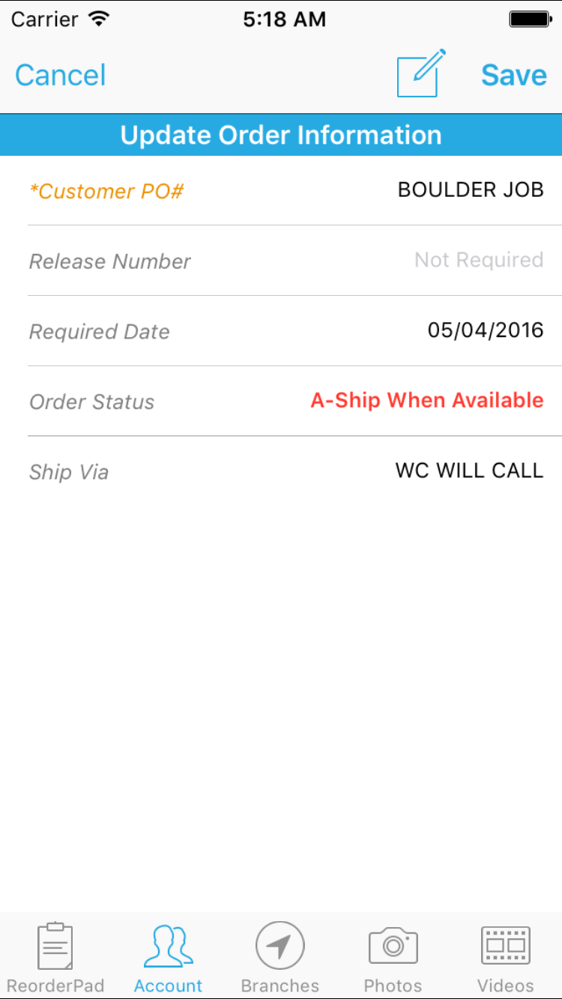 Carrier 5:18 AM
Cancel Save
Update Order Information
*Customer PO# BOULDER JOB
Release Number Not Required
Required Date 05/04/2016
Order Status A-Ship When Available
Ship Via WC WILL CALL
ReorderPad Account Branches Photos Videos